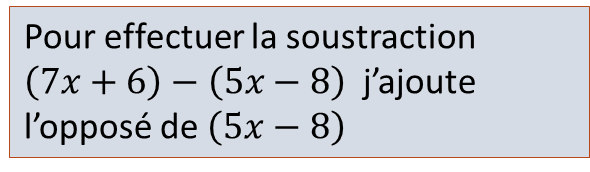 Pour effectuer la soustraction
(7𝑥 + 6) − (5𝑥 − 8) j’ajoute
l’opposé de (5𝑥 − 8)